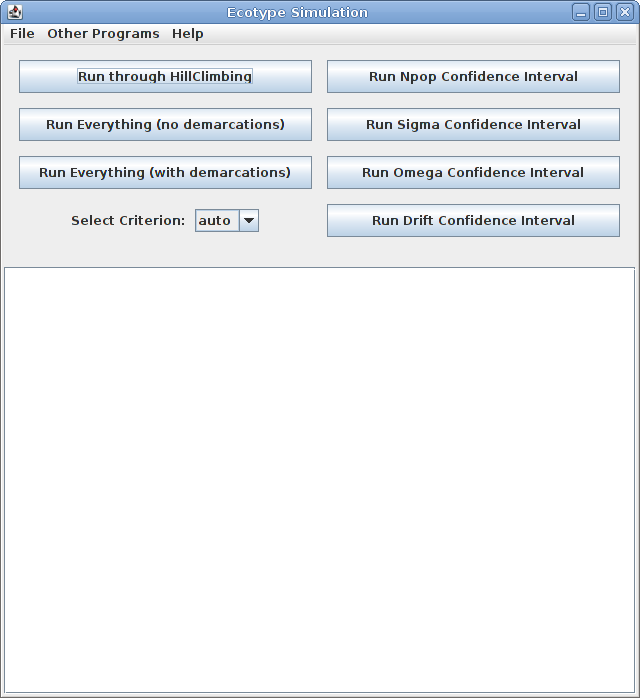 Ecotype Simulation
File Other Programs Help
Run through HillClimbing Run Npop Confidence Interval
Run Everything (no demarcations) Run Sigma Confidence Interval
Run Everything (with demarcations) Run Omega Confidence Interval
Select Criterion: auto Run Drift Confidence Interval